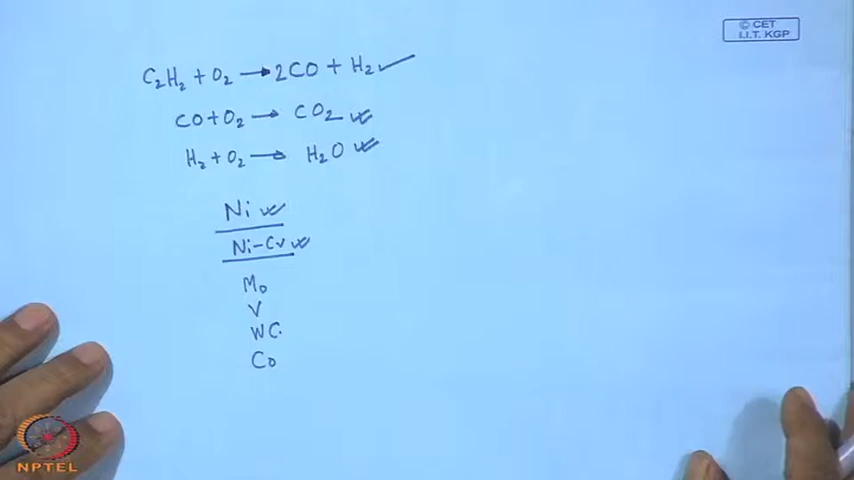 © CET
I.I.T. KGP
C₂H₂ + O₂ → 2CO + H₂
CO + O₂ → CO₂
H₂ + O₂ → H₂O
Ni
Ni-Cr
Mo
V
WC
Co
NPTEL